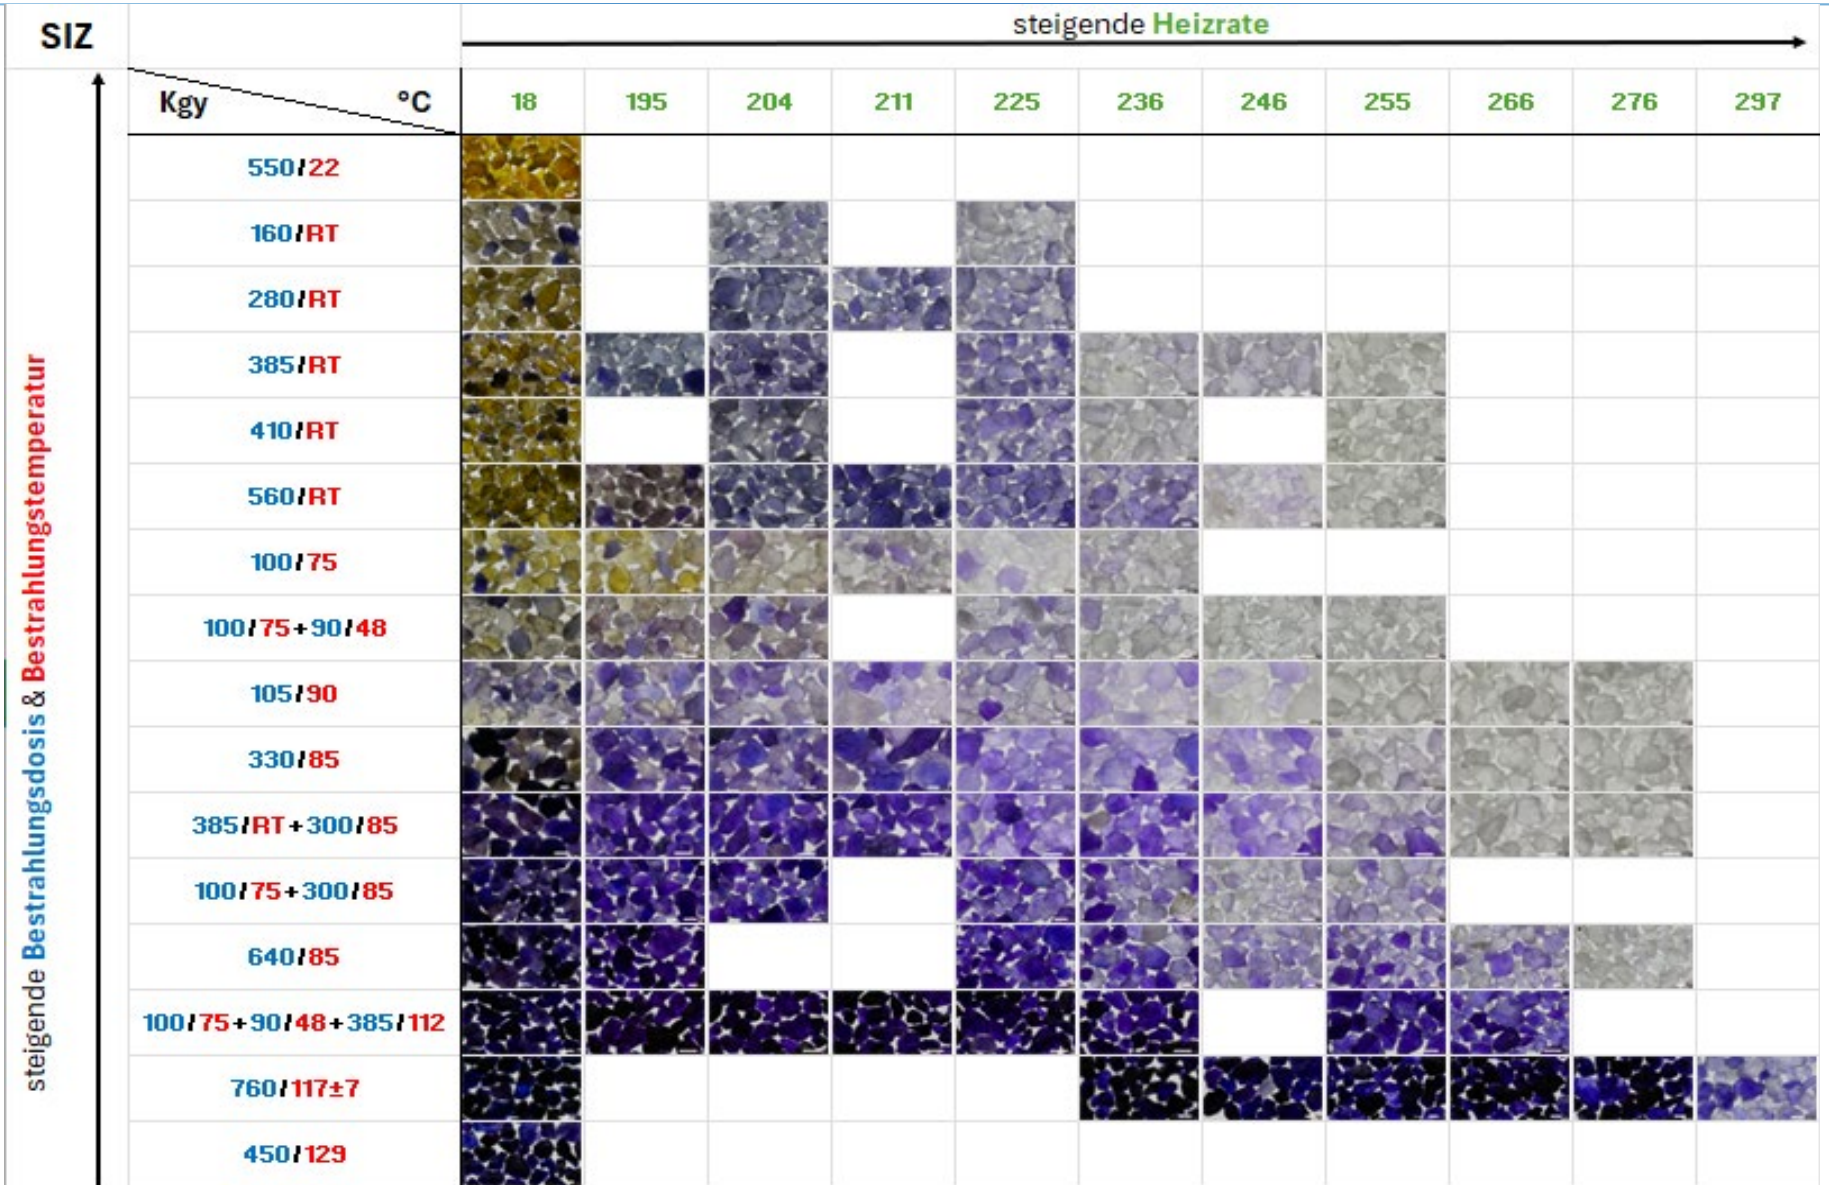 SIZ
steigende Heizrate
Kgy °C 18 195 204 211 225 236 246 255 266 276 297
550/22
160/RT
280/RT
385/RT
410/RT
560/RT
100/75
100/75+90/48
105/90
330/85
385/RT+300/85
100/75+300/85
640/85
100/75+90/48+385/112
760/117±7
450/129
steigende Bestrahlungsdosis & Bestrahlungstemperatur